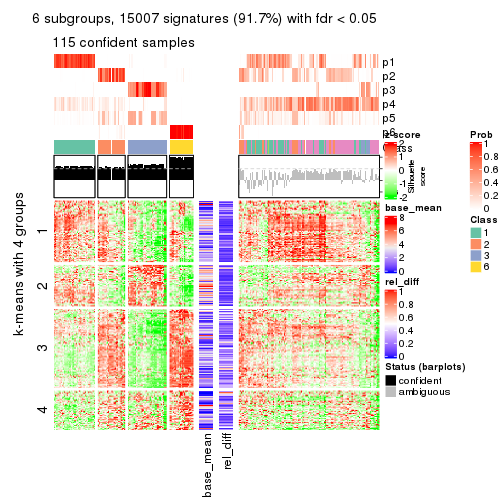 6 subgroups, 15007 signatures (91.7%) with fdr < 0.05
115 confident samples
p1
p2
p3
p4
p5
p6
Class
z-score
2
1
0
-1
-2
Silhouette
score
Prob
1
0.8
0.6
0.4
0.2
0
base_mean
8
6
4
2
0
Class
1
2
3
6
rel_diff
1
0.8
0.6
0.4
0.2
0
Status (barplots)
confident
ambiguous
k-means with 4 groups
1
2
3
4
base_mean
rel_diff